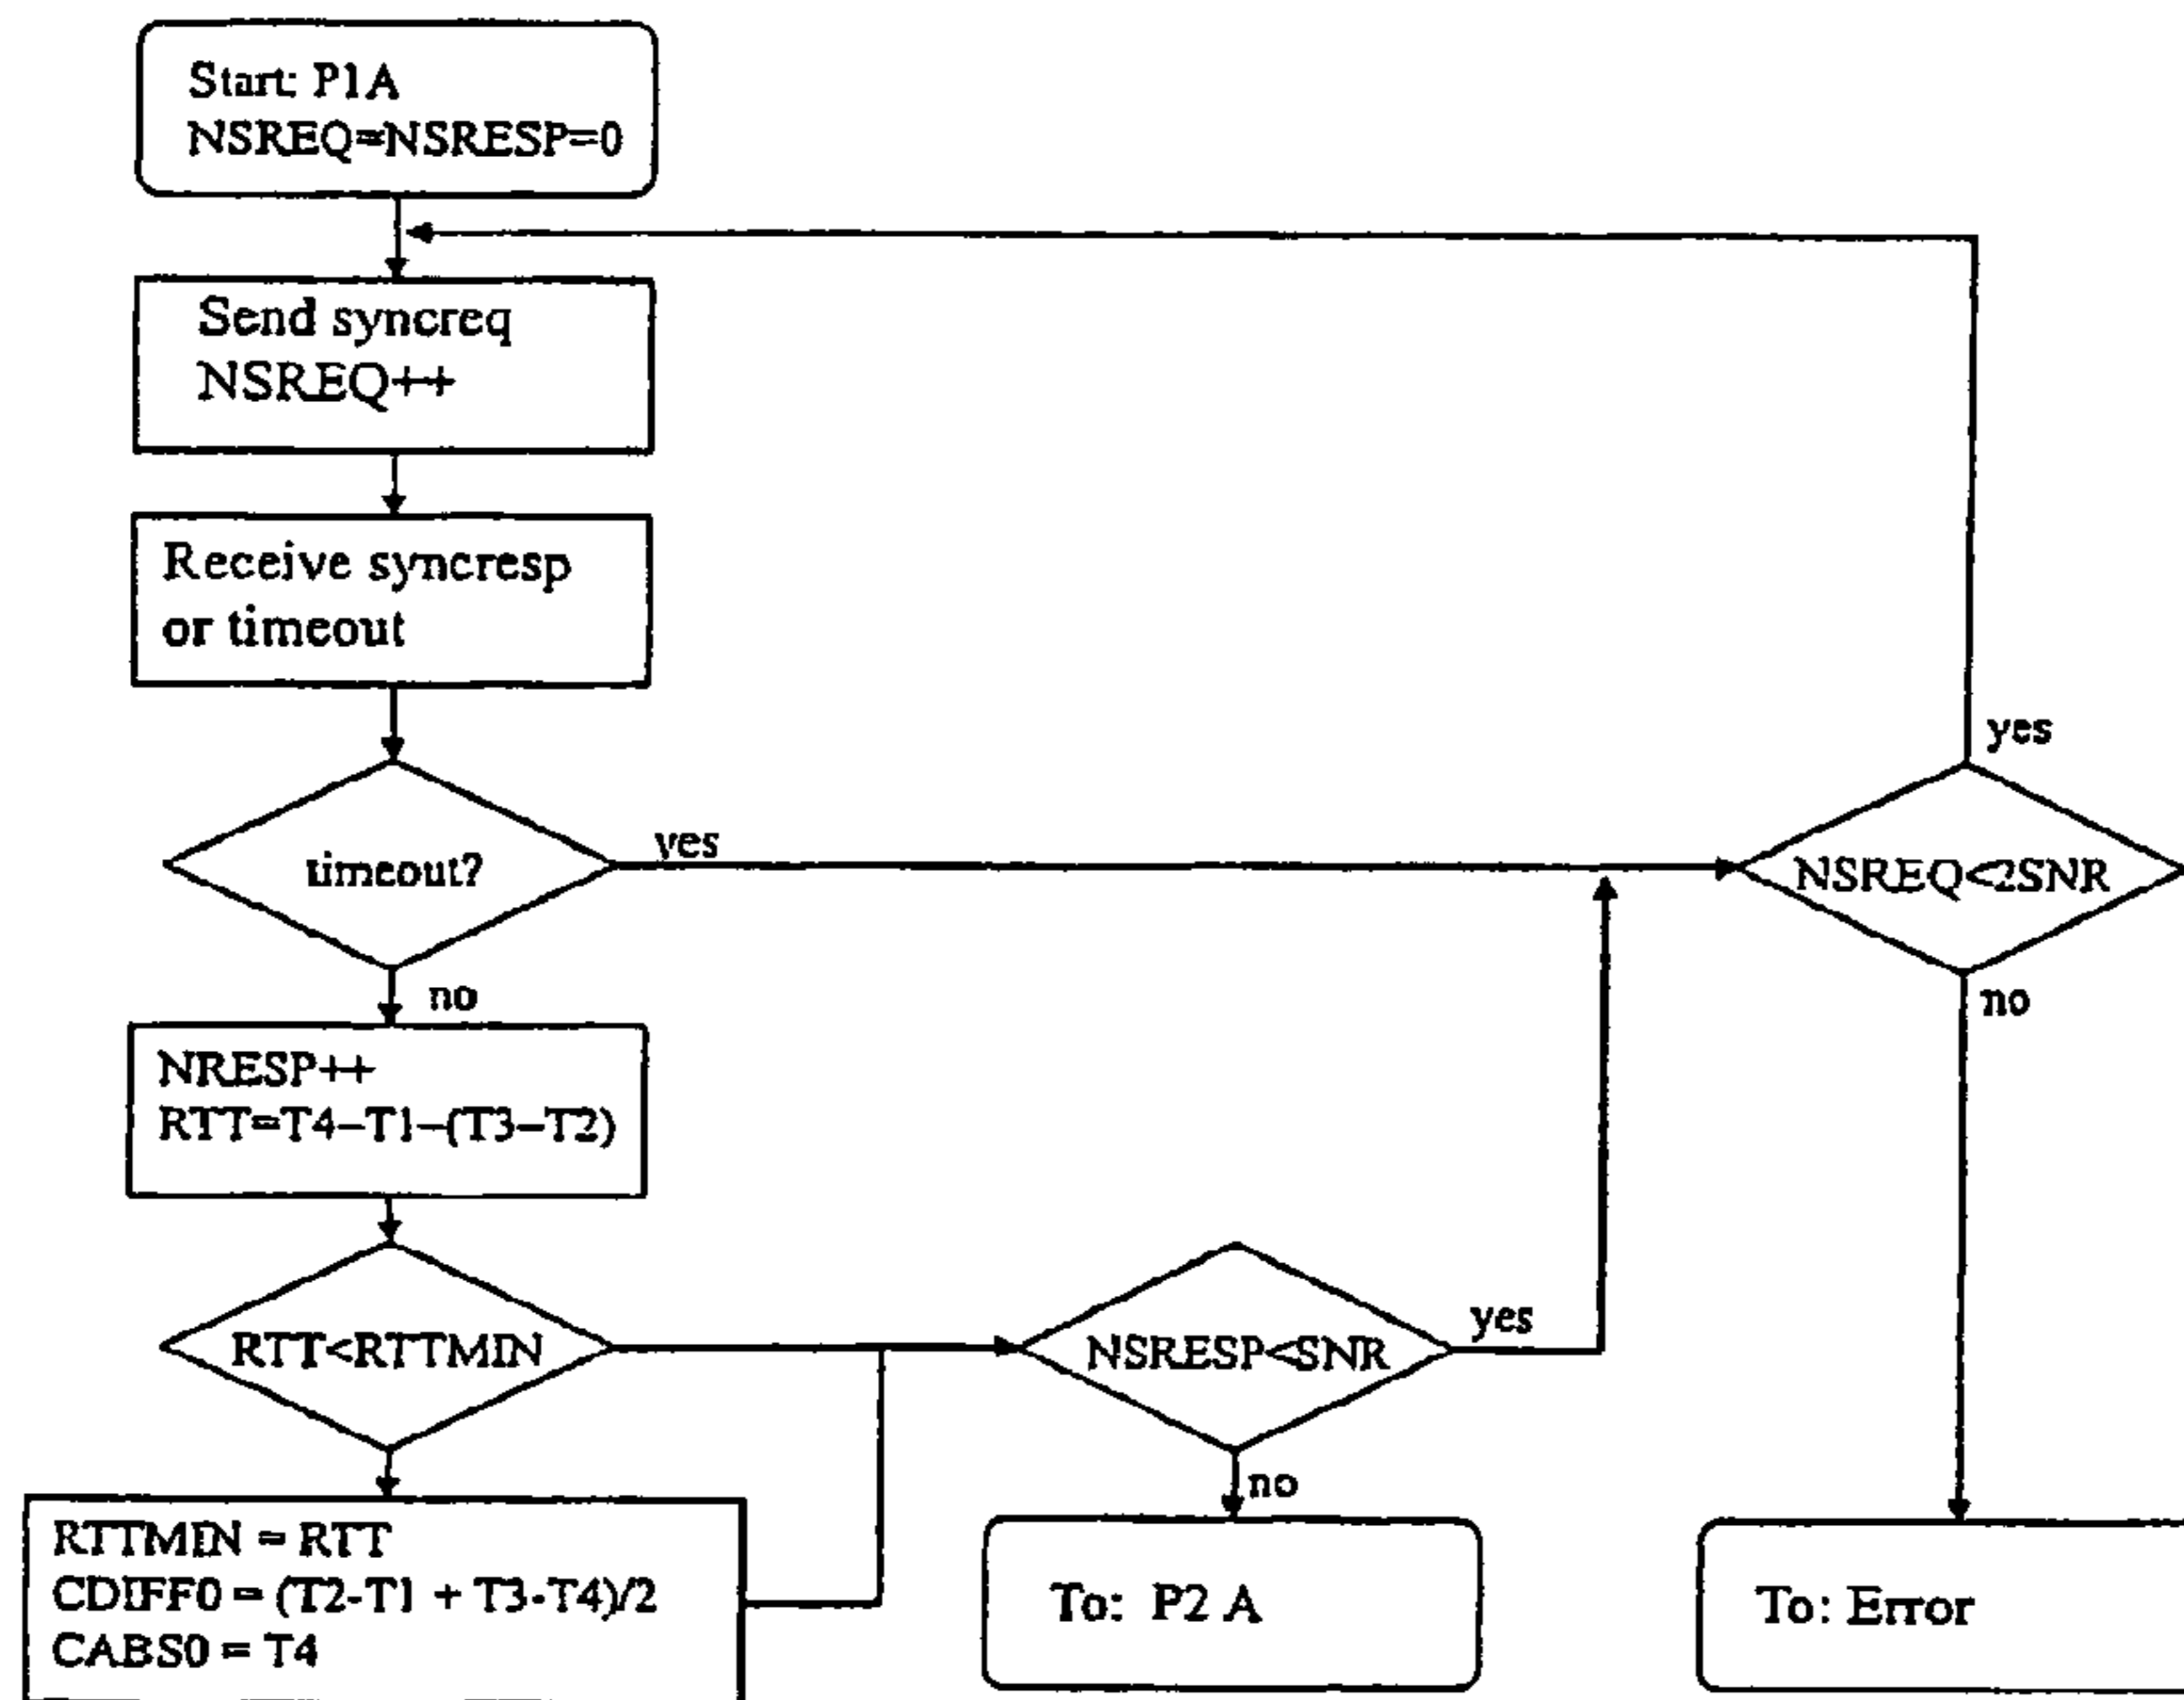 Start: P1A
NSREQ=NSRESP=0
Send syncreq
NSREQ++
Receive syncresp
or timeout
yes
timeout?
yes
NSREQ<2SNR
no
no
NRESP++
RTT=T4–T1–(T3–T2)
RTT<RTTMIN
NSRESP<SNR
yes
no
RTTMIN = RTT
CDIFF0 = (T2-T1 + T3-T4)/2
CABS0 = T4
To: P2 A
To: Error